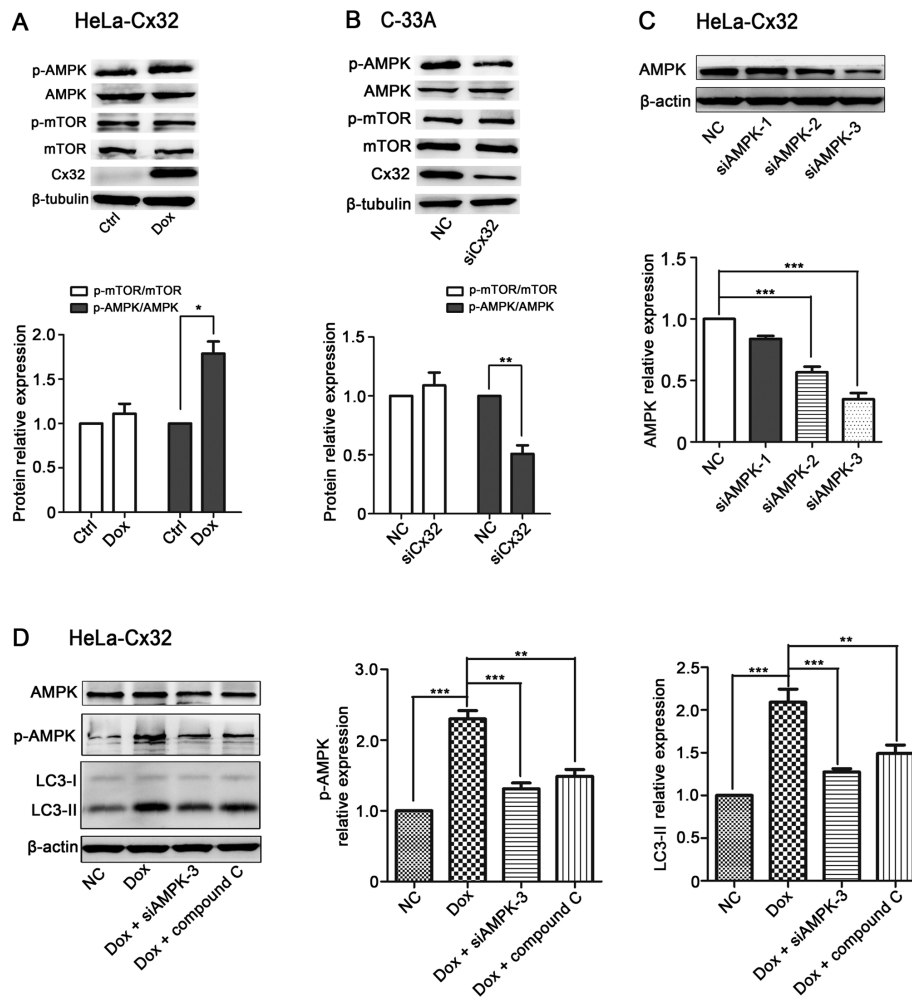 A HeLa-Cx32
p-AMPK
AMPK
p-mTOR
mTOR
Cx32
β-tubulin
Ctrl
Dox
p-mTOR/mTOR
p-AMPK/AMPK
Protein relative expression
2.0
1.5
1.0
0.5
0
*
Ctrl
Dox
Ctrl
Dox
B C-33A
p-AMPK
AMPK
p-mTOR
mTOR
Cx32
β-tubulin
NC
siCx32
p-mTOR/mTOR
p-AMPK/AMPK
Protein relative expression
1.5
1.0
0.5
0
**
NC
siCx32
NC
siCx32
C HeLa-Cx32
AMPK
β-actin
NC
siAMPK-1
siAMPK-2
siAMPK-3
AMPK relative expression
1.5
1.0
0.5
0
***
***
NC
siAMPK-1
siAMPK-2
siAMPK-3
D HeLa-Cx32
AMPK
p-AMPK
LC3-I
LC3-II
β-actin
NC
Dox
Dox + siAMPK-3
Dox + compound C
p-AMPK
relative expression
3.0
2.0
1.0
0
**
***
***
NC
Dox
Dox + siAMPK-3
Dox + compound C
LC3-II relative expression
2.5
2.0
1.5
1.0
0.5
0
**
***
***
NC
Dox
Dox + siAMPK-3
Dox + compound C